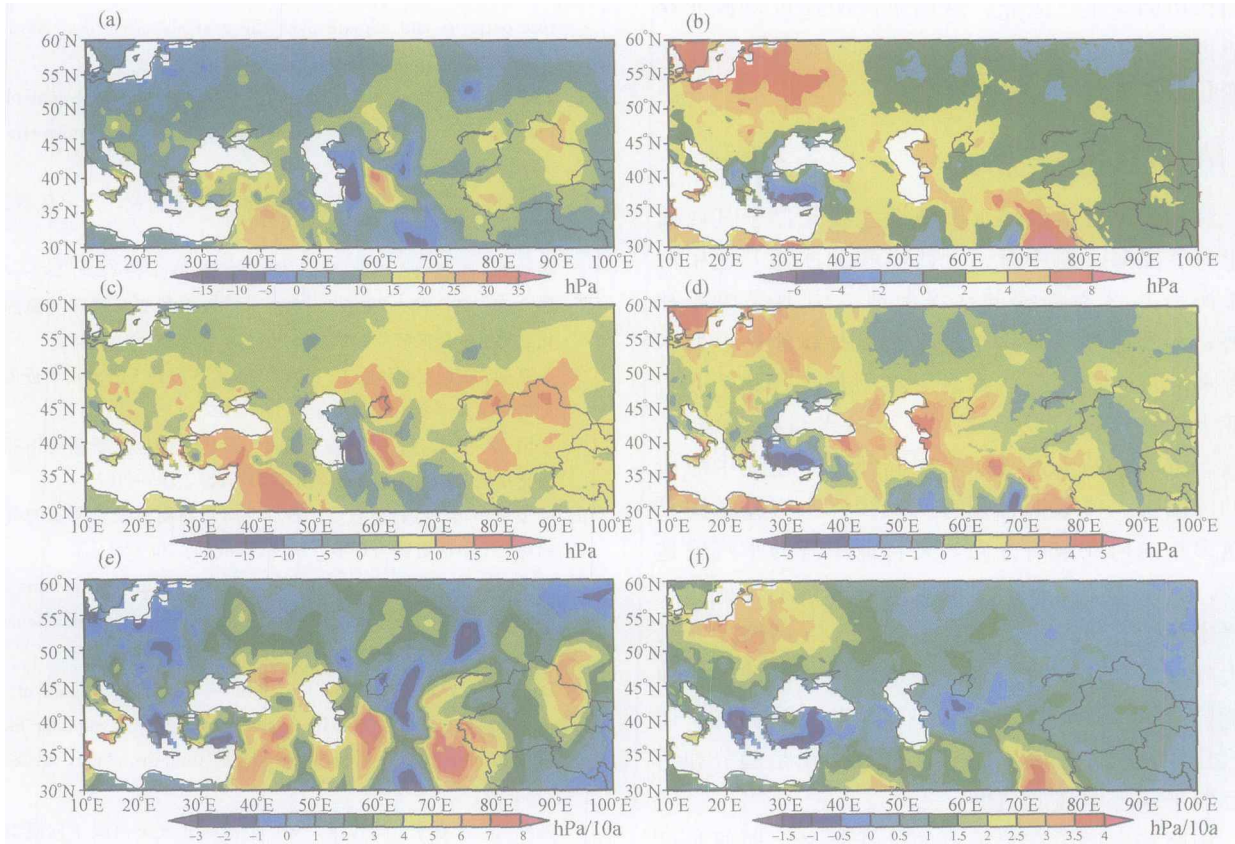 (a)
60°N
55°N
50°N
45°N
40°N
35°N
30°N
10°E 20°E 30°E 40°E 50°E 60°E 70°E 80°E 90°E 100°E
−15 −10 −5 0 5 10 15 20 25 30 35
hPa
(b)
60°N
55°N
50°N
45°N
40°N
35°N
30°N
10°E 20°E 30°E 40°E 50°E 60°E 70°E 80°E 90°E 100°E
−6 −4 −2 0 2 4 6 8
hPa
(c)
60°N
55°N
50°N
45°N
40°N
35°N
30°N
10°E 20°E 30°E 40°E 50°E 60°E 70°E 80°E 90°E 100°E
−20 −15 −10 −5 0 5 10 15 20
hPa
(d)
60°N
55°N
50°N
45°N
40°N
35°N
30°N
10°E 20°E 30°E 40°E 50°E 60°E 70°E 80°E 90°E 100°E
−5 −4 −3 −2 −1 0 1 2 3 4 5
hPa
(e)
60°N
55°N
50°N
45°N
40°N
35°N
30°N
10°E 20°E 30°E 40°E 50°E 60°E 70°E 80°E 90°E 100°E
−3 −2 −1 0 1 2 3 4 5 6 7 8
hPa/10a
(f)
60°N
55°N
50°N
45°N
40°N
35°N
30°N
10°E 20°E 30°E 40°E 50°E 60°E 70°E 80°E 90°E 100°E
−1.5 −1 −0.5 0 0.5 1 1.5 2 2.5 3 3.5 4
hPa/10a